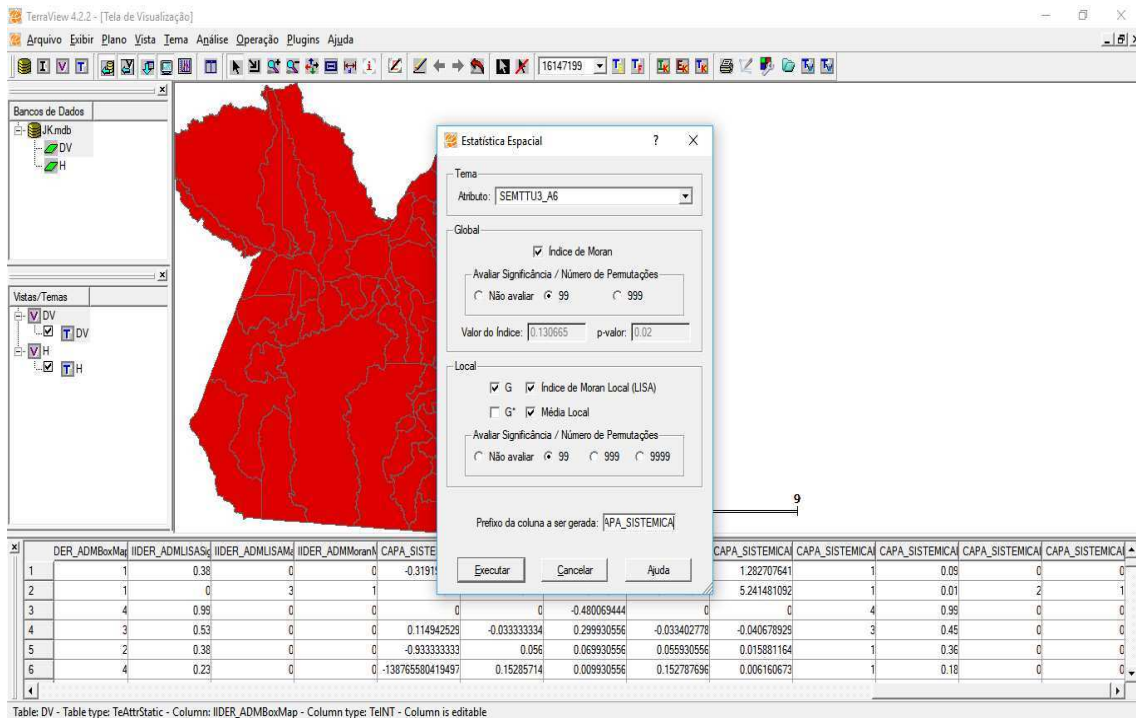 TerraView 4.2.2 - [Tela de Visualização]
Arquivo Exibir Plano Vista Tema Análise Operação Plugins Ajuda
16147199
Bancos de Dados
JK.mdb
DV
H
Vistas/Temas
DV
DV
H
H
Estatística Espacial
Tema
Atributo: SEMTTU3_A6
Global
Índice de Moran
Avaliar Significância / Número de Permutações
Não avaliar 99 999
Valor do Índice: 0.130665 p-valor: 0.02
Local
G Índice de Moran Local (LISA)
G* Média Local
Avaliar Significância / Número de Permutações
Não avaliar 99 999 9999
Prefixo da coluna a ser gerada: APA_SISTEMICA
Executar Cancelar Ajuda
9
DER_ADMBoxMap IIDER_ADMLISASig IIDER_ADMLISAMa IIDER_ADMMoranM CAPA_SISTE CAPA_SISTEMICAI CAPA_SISTEMICAI CAPA_SISTEMICAI CAPA_SISTEMICAI CAPA_SISTEMICAI
1 1 0.38 0 0 -0.3191 1.282707641 1 0.09 0 0
2 1 0 3 1 5.241481092 1 0.01 2 1
3 4 0.99 0 0 0 0 -0.480069444 0 0 4 0.99 0 0
4 3 0.53 0 0 0.114942529 -0.033333334 0.299930556 -0.033402778 -0.040678929 3 0.45 0 0
5 2 0.38 0 0 -0.933333333 0.056 0.069930556 0.055930556 0.015881164 1 0.36 0 0
6 4 0.23 0 0 -138765580419497 0.15285714 0.009930556 0.152787696 0.006160673 1 0.18 0 0
Table: DV - Table type: TeAttrStatic - Column: IIDER_ADMBoxMap - Column type: TeINT - Column is editable